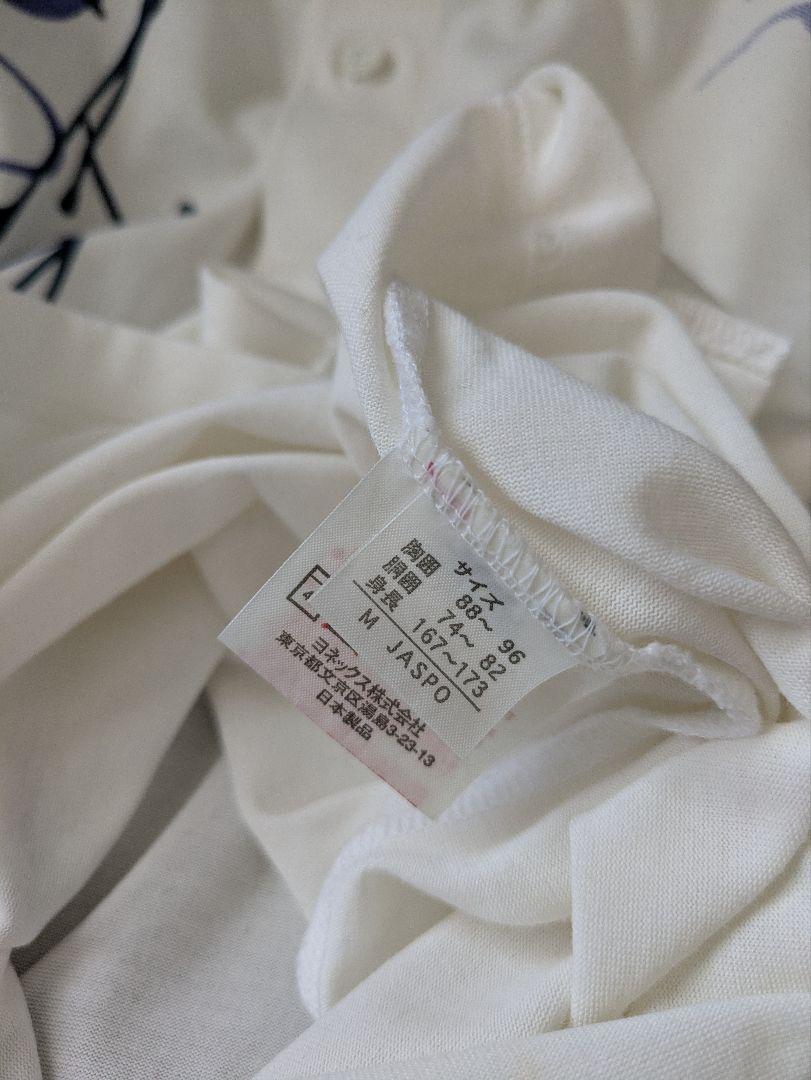 サイズ
胸囲 88～ 96
胴囲 74～ 82
身長 167～173
M JASPO
4
ヨネックス株式会社
東京都文京区湯島3-23-13
日本製品